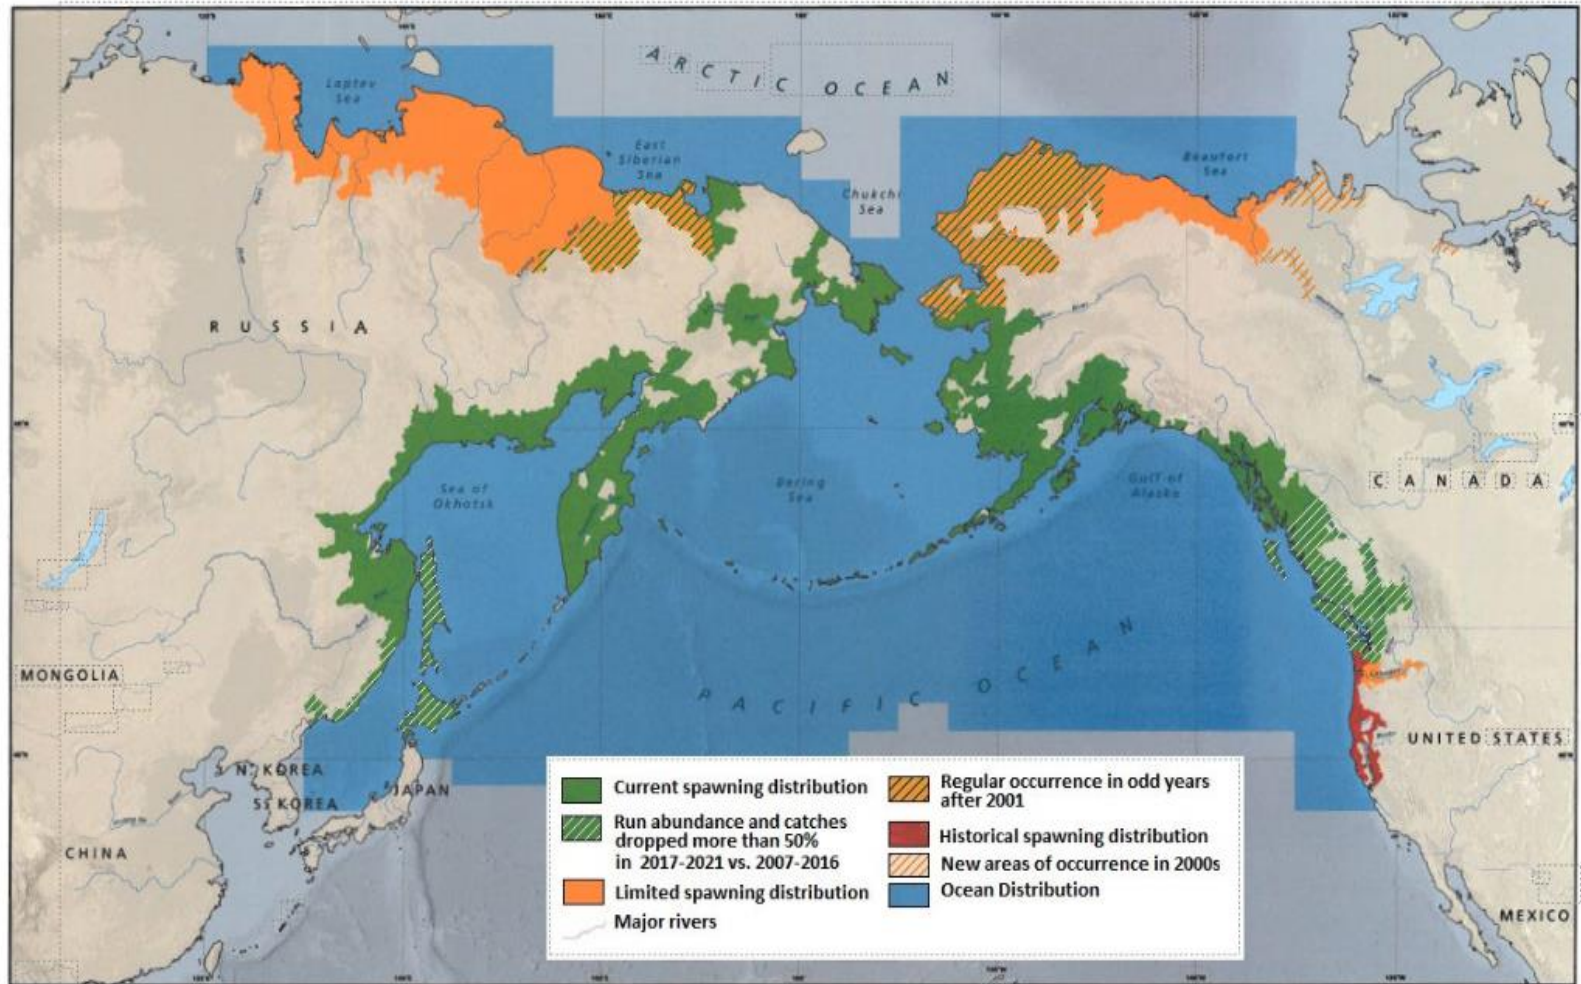 ARCTIC OCEAN
Laptev
Sea
East
Siberian
Sea
Chukchi
Sea
Beaufort
Sea
RUSSIA
Sea of
Okhotsk
Bering
Sea
Gulf of
Alaska
CANADA
PACIFIC OCEAN
MONGOLIA
UNITED STATES
N. KOREA
S KOREA
JAPAN
CHINA
MEXICO
Current spawning distribution
Run abundance and catches
dropped more than 50%
in 2017-2021 vs. 2007-2016
Limited spawning distribution
Major rivers
Regular occurrence in odd years
after 2001
Historical spawning distribution
New areas of occurrence in 2000s
Ocean Distribution